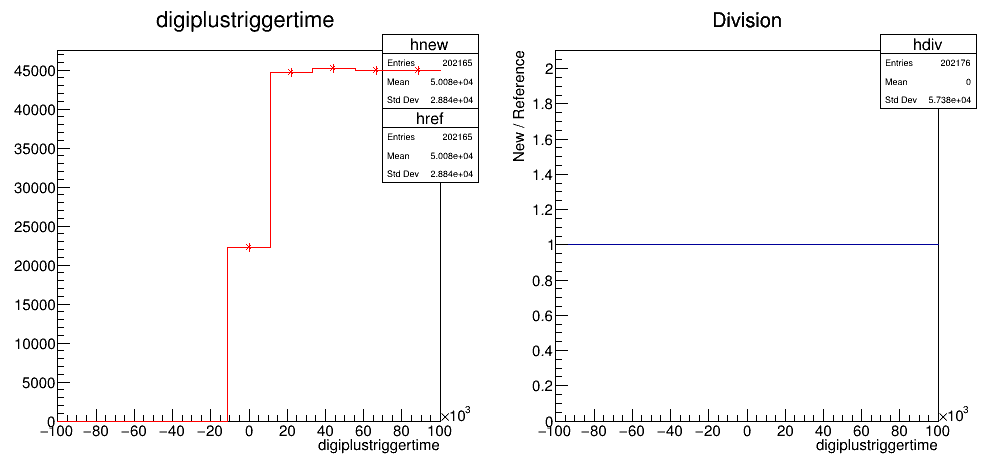 digiplustriggertime
hnew
Entries 202165
Mean 5.008e+04
Std Dev 2.884e+04
href
Entries 202165
Mean 5.008e+04
Std Dev 2.884e+04
45000
40000
35000
30000
25000
20000
15000
10000
5000
0
−100 −80 −60 −40 −20 0 20 40 60 80 100
×10³
digiplustriggertime
Division
hdiv
Entries 202176
Mean 0
Std Dev 5.738e+04
New / Reference
2
1.8
1.6
1.4
1.2
1
0.8
0.6
0.4
0.2
0
−100 −80 −60 −40 −20 0 20 40 60 80 100
×10³
digiplustriggertime